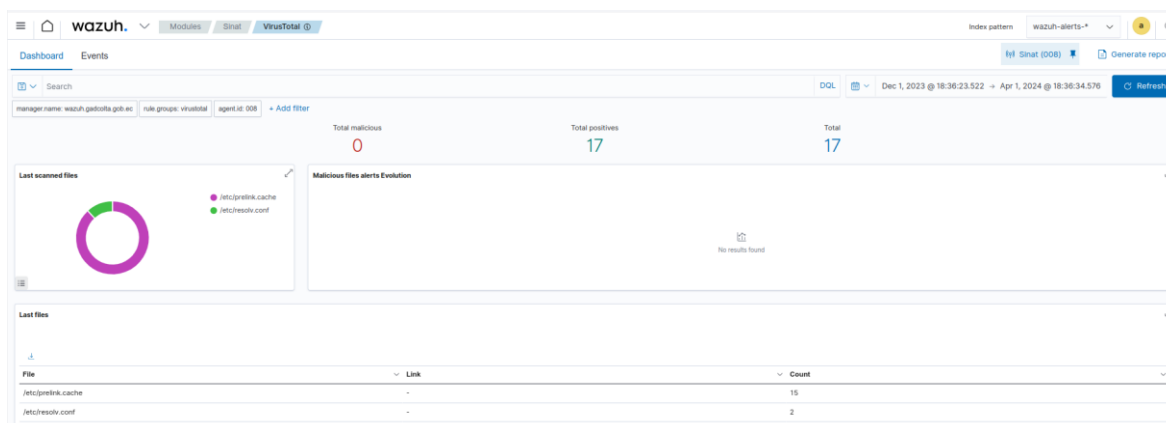 wazuh. Modules Sinat VirusTotal Index pattern wazuh-alerts-* a
Dashboard Events Sinat (008) Generate repo
Search DQL Dec 1, 2023 @ 18:36:23.522 → Apr 1, 2024 @ 18:36:34.576 Refresh
manager.name: wazuh.gadcolta.gob.ec rule.groups: virustotal agent.id: 008 + Add filter
Total malicious Total positives Total
0 17 17
Last scanned files Malicious files alerts Evolution
/etc/prelink.cache
/etc/resolv.conf
No results found
Last files
File Link Count
/etc/prelink.cache - 15
/etc/resolv.conf - 2